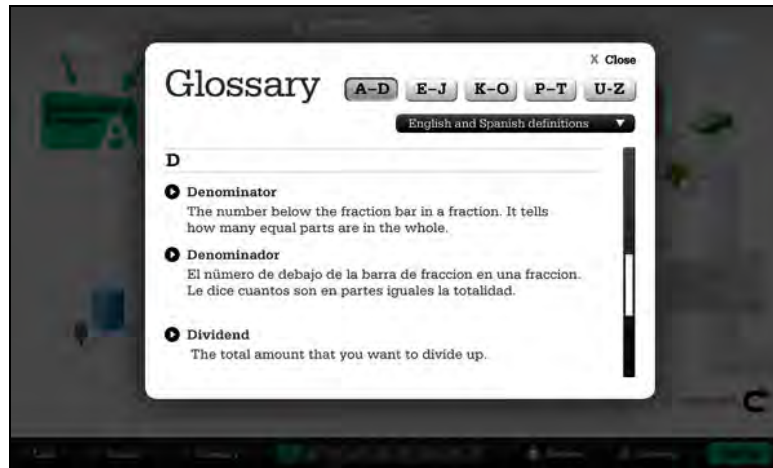 X Close
Glossary
A–D
E–J
K–O
P–T
U-Z
English and Spanish definitions
D
Denominator
The number below the fraction bar in a fraction. It tells
how many equal parts are in the whole.
Denominador
El nümero de debajo de la barra de fraccion en una fraccion.
Le dice cuantos son en partes iguales la totalidad.
Dividend
The total amount that you want to divide up.
A
C